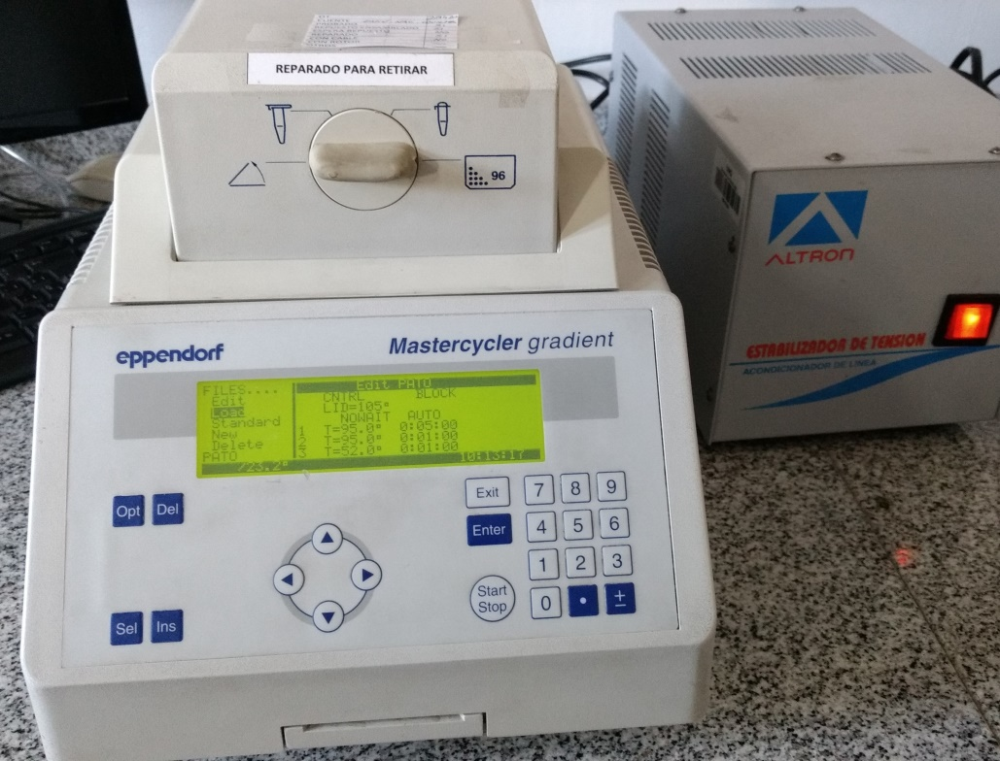 CLIENTE
CON CABLE
REPARADO PARA RETIRAR
96
ALTRON
ESTABILIZADOR DE TENSION
ACONDICIONADOR DE LINEA
eppendorf
Mastercycler gradient
FILES....
Edit
Load
Standard
New
Delete
PATO
Edit PATO
CNTRL BLOCK
LID=105°
NOWAIT AUTO
1 T=95.0° 0:05:00
2 T=95.0° 0:01:00
3 T=52.0° 0:01:00
/23.2° 10:13:17
Opt Del
Sel Ins
Exit
Enter
Start
Stop
7 8 9
4 5 6
1 2 3
0 • ±